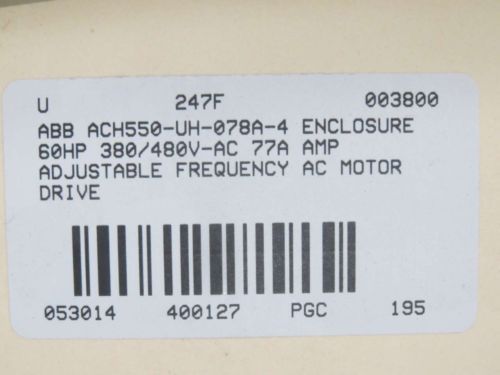 U 247F 003800
ABB ACH550-UH-078A-4 ENCLOSURE
60HP 380/480V-AC 77A AMP
ADJUSTABLE FREQUENCY AC MOTOR
DRIVE
053014 400127 PGC 195